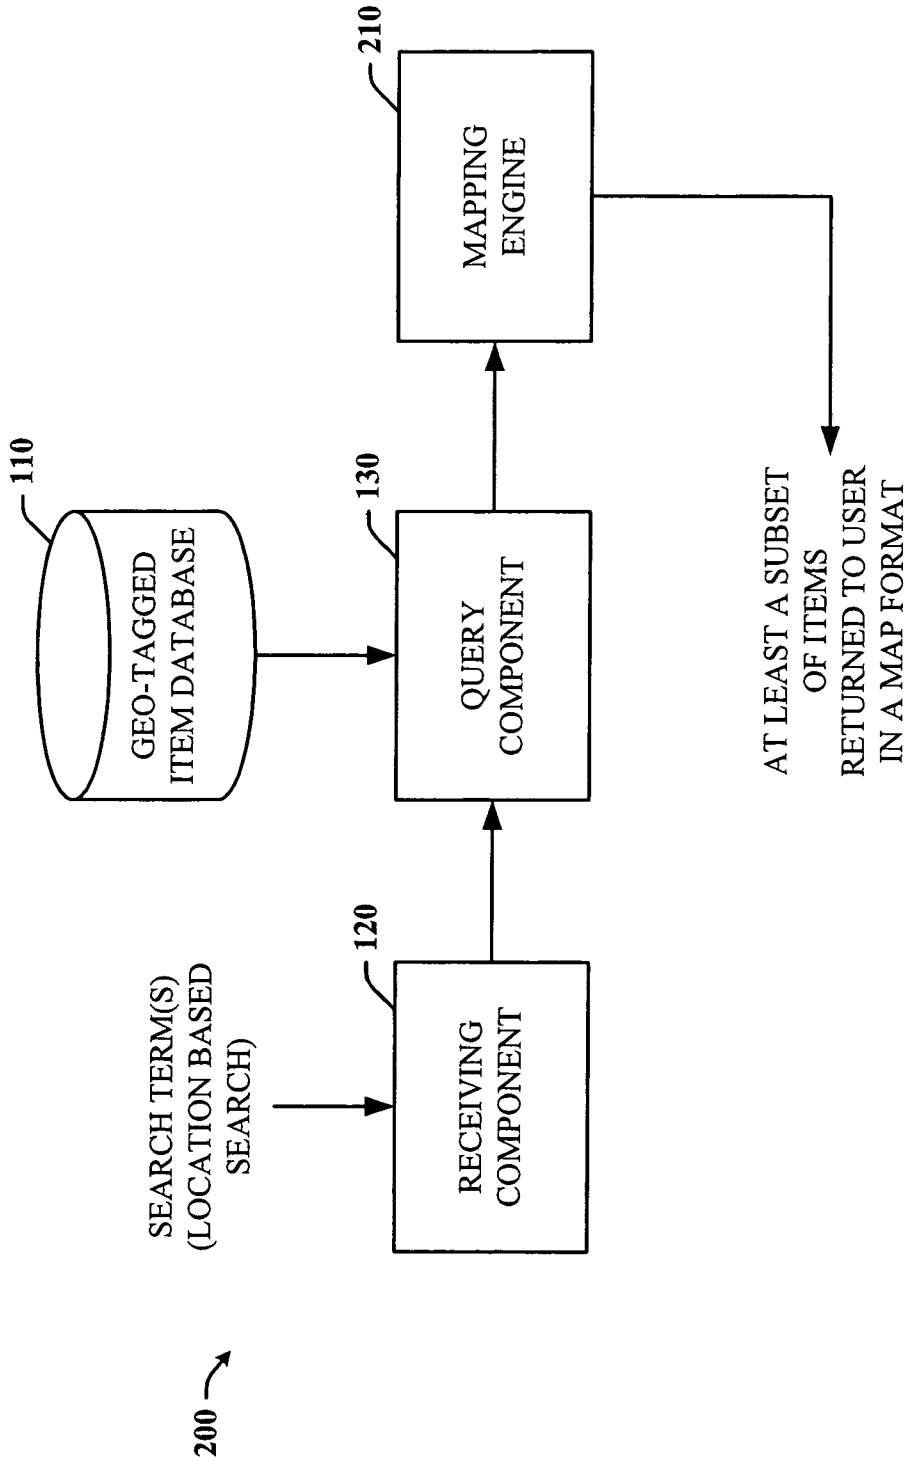 200
SEARCH TERM(S)
(LOCATION BASED
SEARCH)
120
RECEIVING
COMPONENT
110
GEO-TAGGED
ITEM DATABASE
130
QUERY
COMPONENT
210
MAPPING
ENGINE
AT LEAST A SUBSET
OF ITEMS
RETURNED TO USER
IN A MAP FORMAT